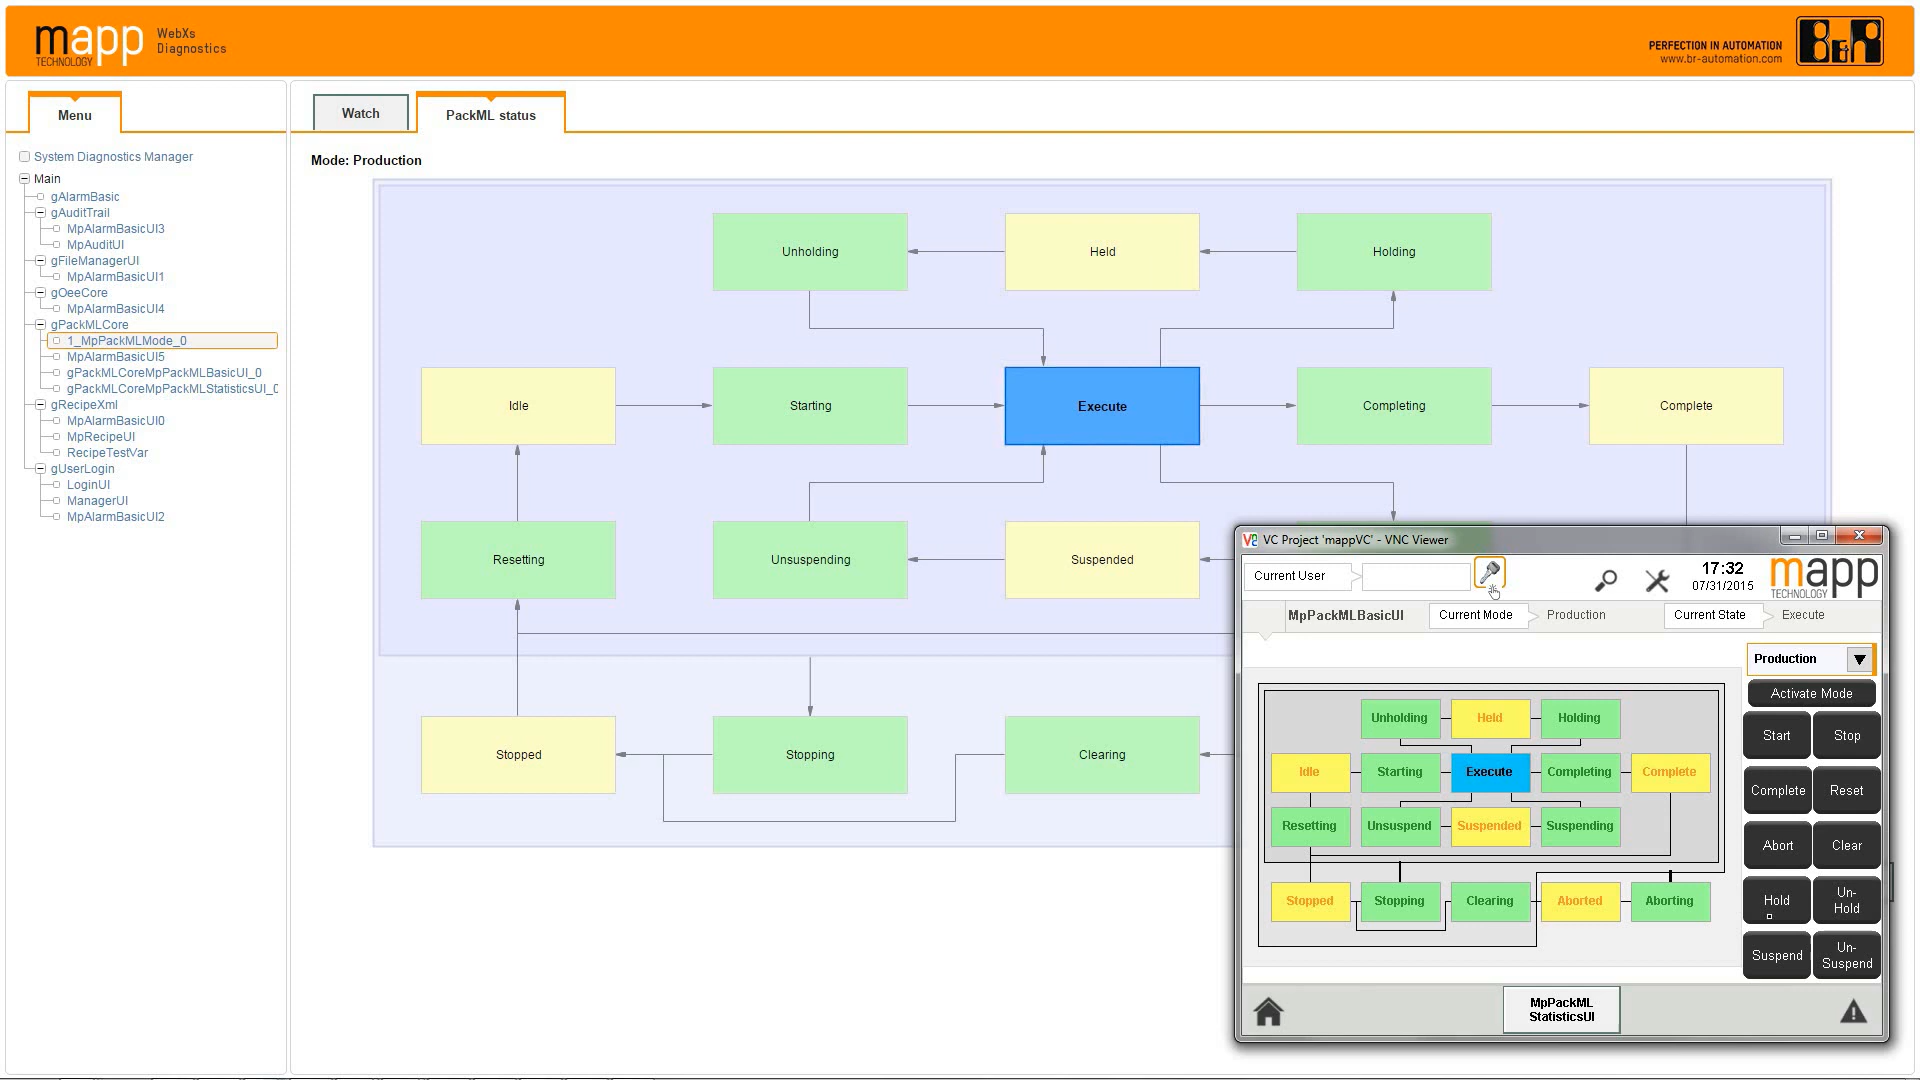 mapp
TECHNOLOGY
WebXs
Diagnostics
PERFECTION IN AUTOMATION
www.br-automation.com
B&R
Menu
Watch
PackML status
System Diagnostics Manager
Main
gAlarmBasic
gAuditTrail
MpAlarmBasicUI3
MpAuditUI
gFileManagerUI
MpAlarmBasicUI1
gOeeCore
MpAlarmBasicUI4
gPackMLCore
1_MpPackMLMode_0
MpAlarmBasicUI5
gPackMLCoreMpPackMLBasicUI_0
gPackMLCoreMpPackMLStatisticsUI_0
gRecipeXml
MpAlarmBasicUI0
MpRecipeUI
RecipeTestVar
gUserLogin
LoginUI
ManagerUI
MpAlarmBasicUI2
Mode: Production
Unholding
Held
Holding
Idle
Starting
Execute
Completing
Complete
Resetting
Unsuspending
Suspended
Stopped
Stopping
Clearing
VC Project 'mappVC' - VNC Viewer
Current User
17:32
07/31/2015
mapp
TECHNOLOGY
MpPackMLBasicUI
Current Mode
Production
Current State
Execute
Production
Activate Mode
Start
Stop
Complete
Reset
Abort
Clear
Hold
Un-
Hold
Suspend
Un-
Suspend
Unholding
Held
Holding
Idle
Starting
Execute
Completing
Complete
Resetting
Unsuspend
Suspended
Suspending
Stopped
Stopping
Clearing
Aborted
Aborting
MpPackML
StatisticsUI